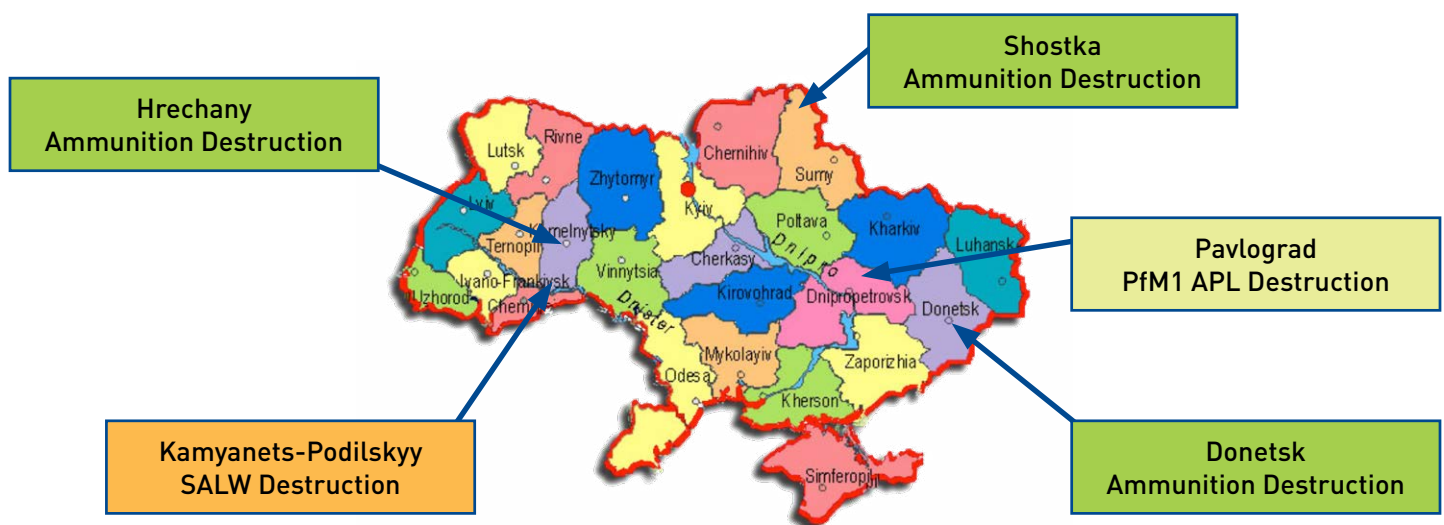 Shostka
Ammunition Destruction
Hrechany
Ammunition Destruction
Rivne
Lutsk
Chernihiv
Sumy
Zhytomyr
Kyiv
Lviv
Poltava
Kharkiv
Khmelnytsky
Ternopil
Luhansk
Dnipro
Cherkasy
Vinnytsia
Ivano-Frankivsk
Uzhorod
Kirovohrad
Dnipropetrovsk
Donetsk
Dnister
Mykolayiv
Zaporizhia
Odesa
Kherson
Simferopil
Pavlograd
PfM1 APL Destruction
Kamyanets-Podilskyy
SALW Destruction
Donetsk
Ammunition Destruction